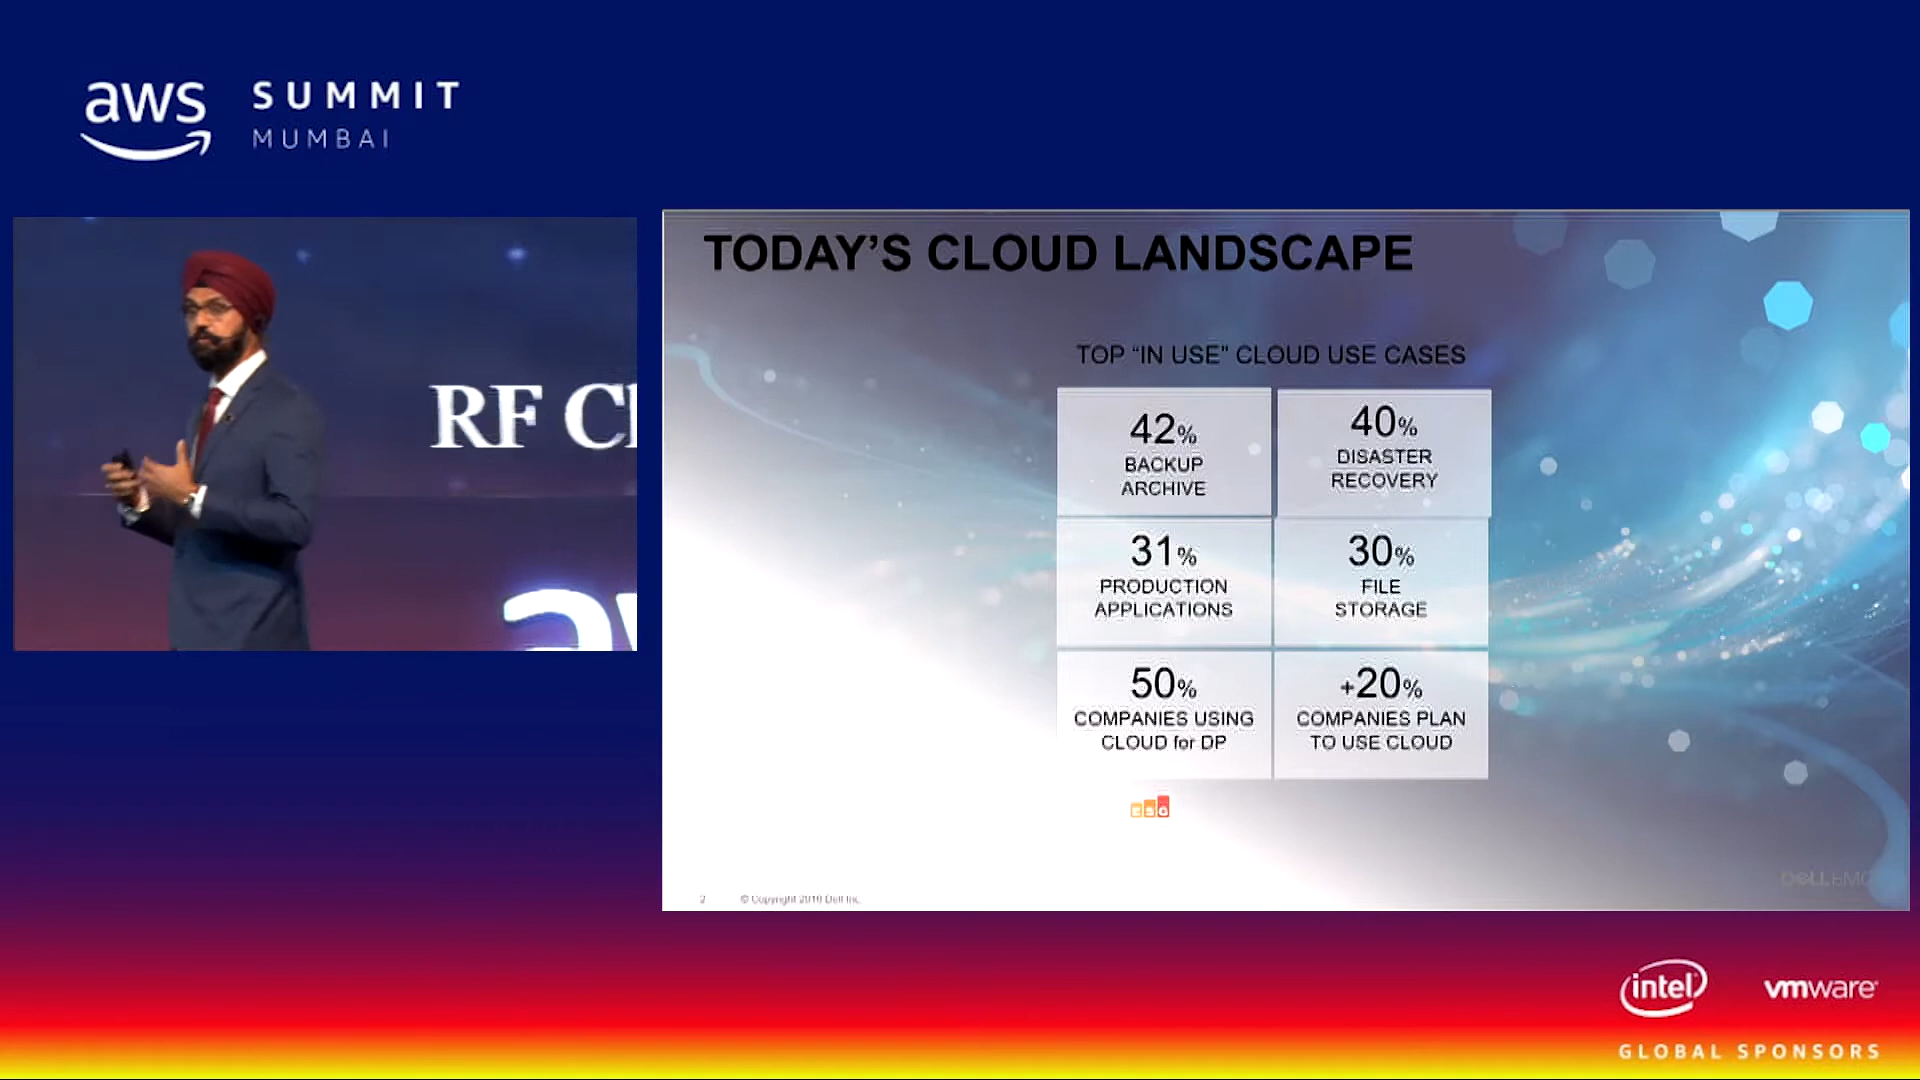 aws
SUMMIT
MUMBAI
RF
TODAY'S CLOUD LANDSCAPE
TOP "IN USE" CLOUD USE CASES
42%
BACKUP
ARCHIVE
40%
DISASTER
RECOVERY
31%
PRODUCTION
APPLICATIONS
30%
FILE
STORAGE
50%
COMPANIES USING
CLOUD for DP
+20%
COMPANIES PLAN
TO USE CLOUD
2
© Copyright 2018 Dell Inc.
DELLEMC
intel
vmware
GLOBAL SPONSORS